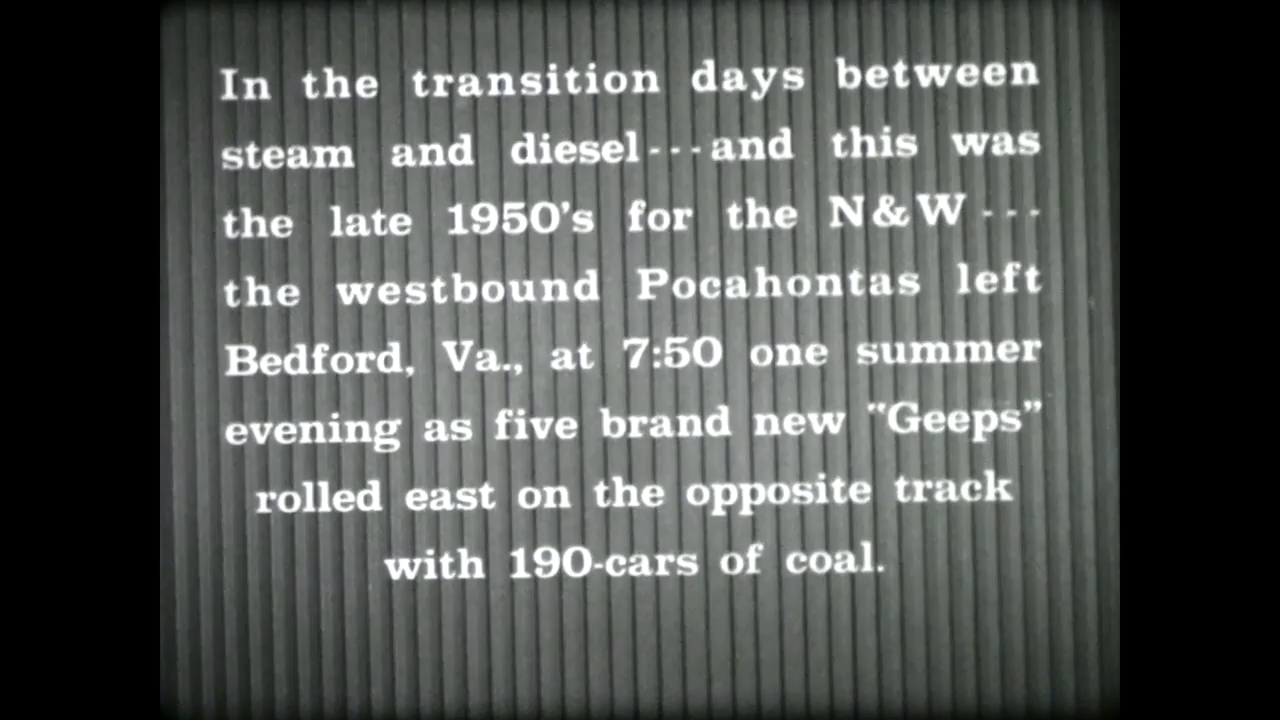 In the transition days between
steam and diesel---and this was
the late 1950's for the N&W---
the westbound Pocahontas left
Bedford, Va., at 7:50 one summer
evening as five brand new "Geeps"
rolled east on the opposite track
with 190-cars of coal.